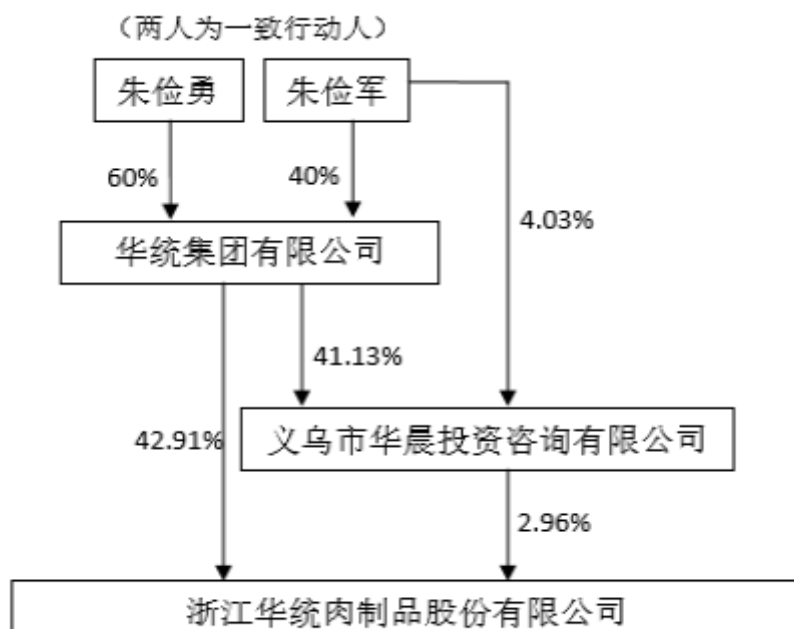 （两人为一致行动人）
朱俭勇
朱俭军
60%
40%
4.03%
华统集团有限公司
41.13%
42.91%
义乌市华晨投资咨询有限公司
2.96%
浙江华统肉制品股份有限公司